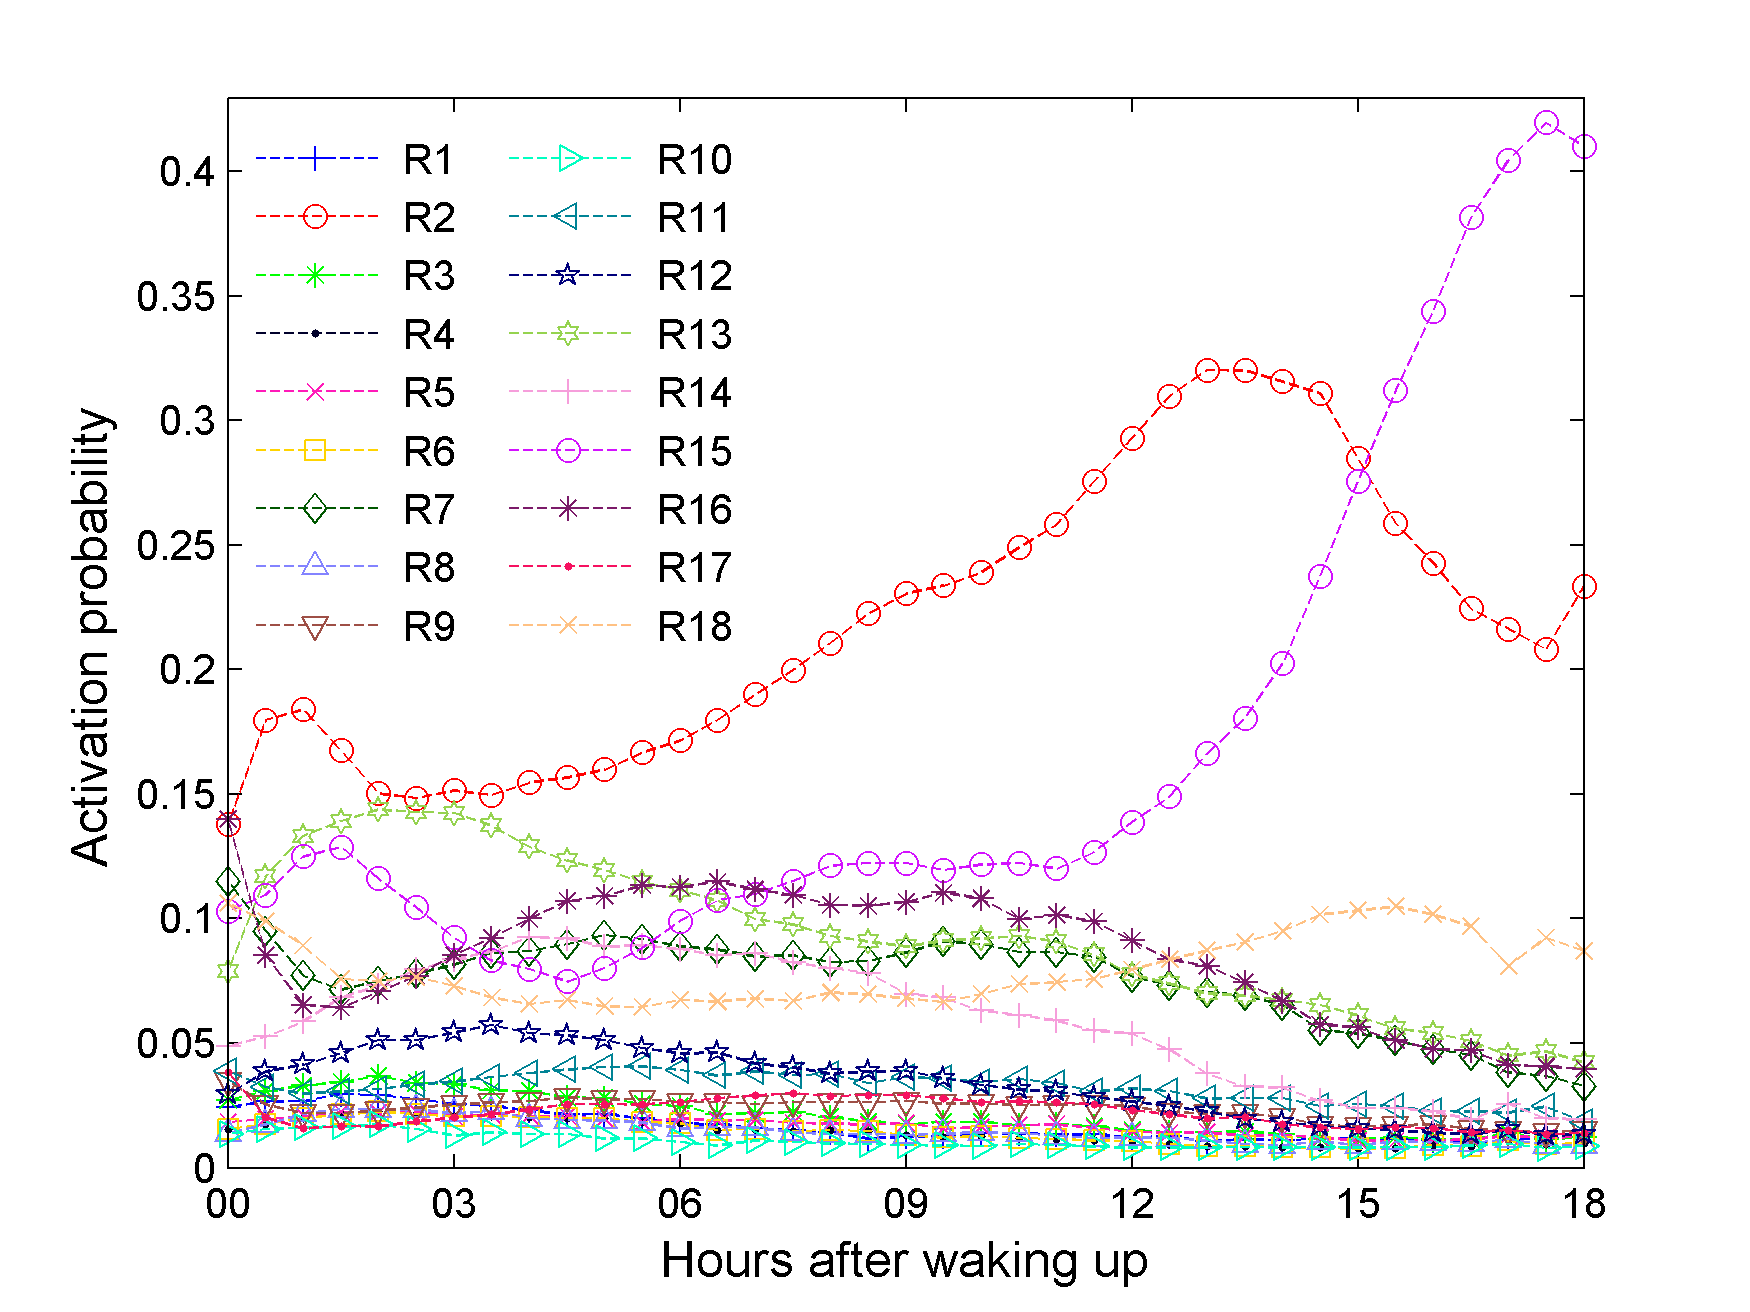 0.4
0.35
0.3
0.25
0.2
0.15
0.1
0.05
0
Activation probability
R1 R10
R2 R11
R3 R12
R4 R13
R5 R14
R6 R15
R7 R16
R8 R17
R9 R18
00 03 06 09 12 15 18
Hours after waking up